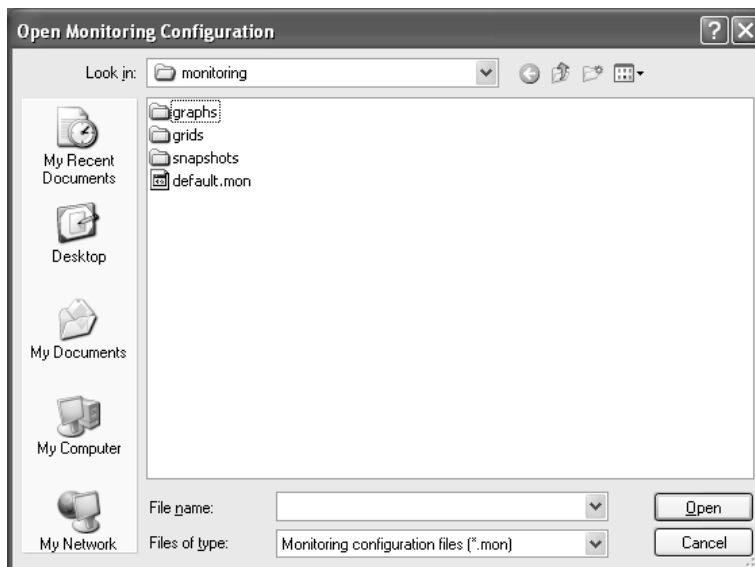 Open Monitoring Configuration
Look in:
monitoring
My Recent
Documents
Desktop
My Documents
My Computer
My Network
graphs
grids
snapshots
default.mon
File name:
Open
Files of type:
Monitoring configuration files (*.mon)
Cancel